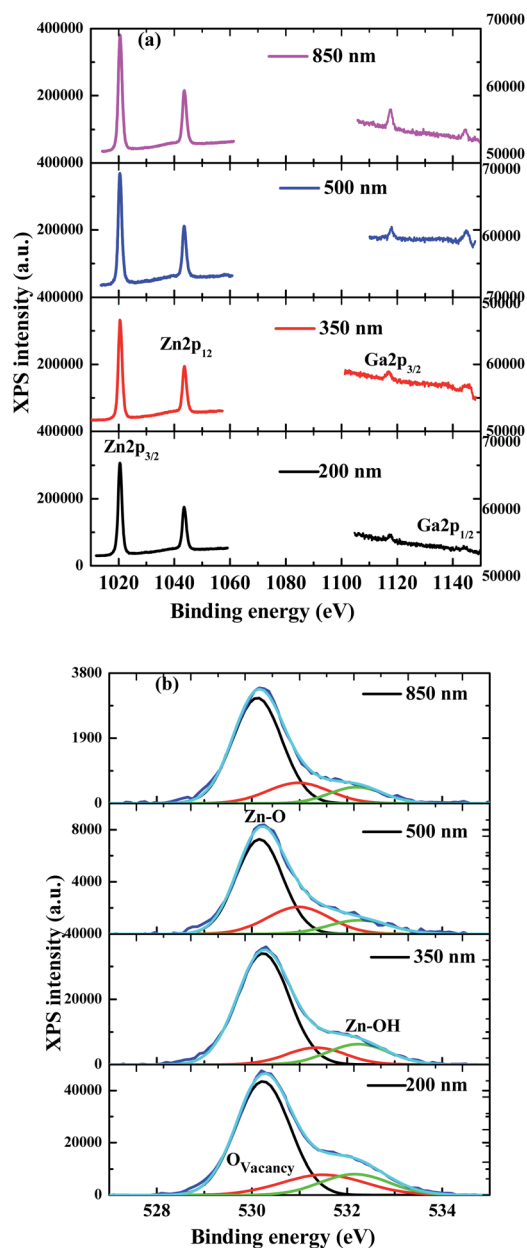 (a)
850 nm
400000
200000
70000
60000
50000
500 nm
400000
200000
70000
60000
70000
350 nm
Zn2p12
Ga2p3/2
400000
200000
50000
60000
50000
200 nm
Zn2p3/2
Ga2p1/2
400000
200000
0
70000
60000
50000
1020 1040 1060 1080 1100 1120 1140
Binding energy (eV)
XPS intensity (a.u.)
(b)
850 nm
3800
1900
0
Zn-O
500 nm
8000
4000
40000
350 nm
Zn-OH
20000
0
200 nm
OVacancy
40000
20000
0
528 530 532 534
Binding energy (eV)
XPS intensity (a.u.)